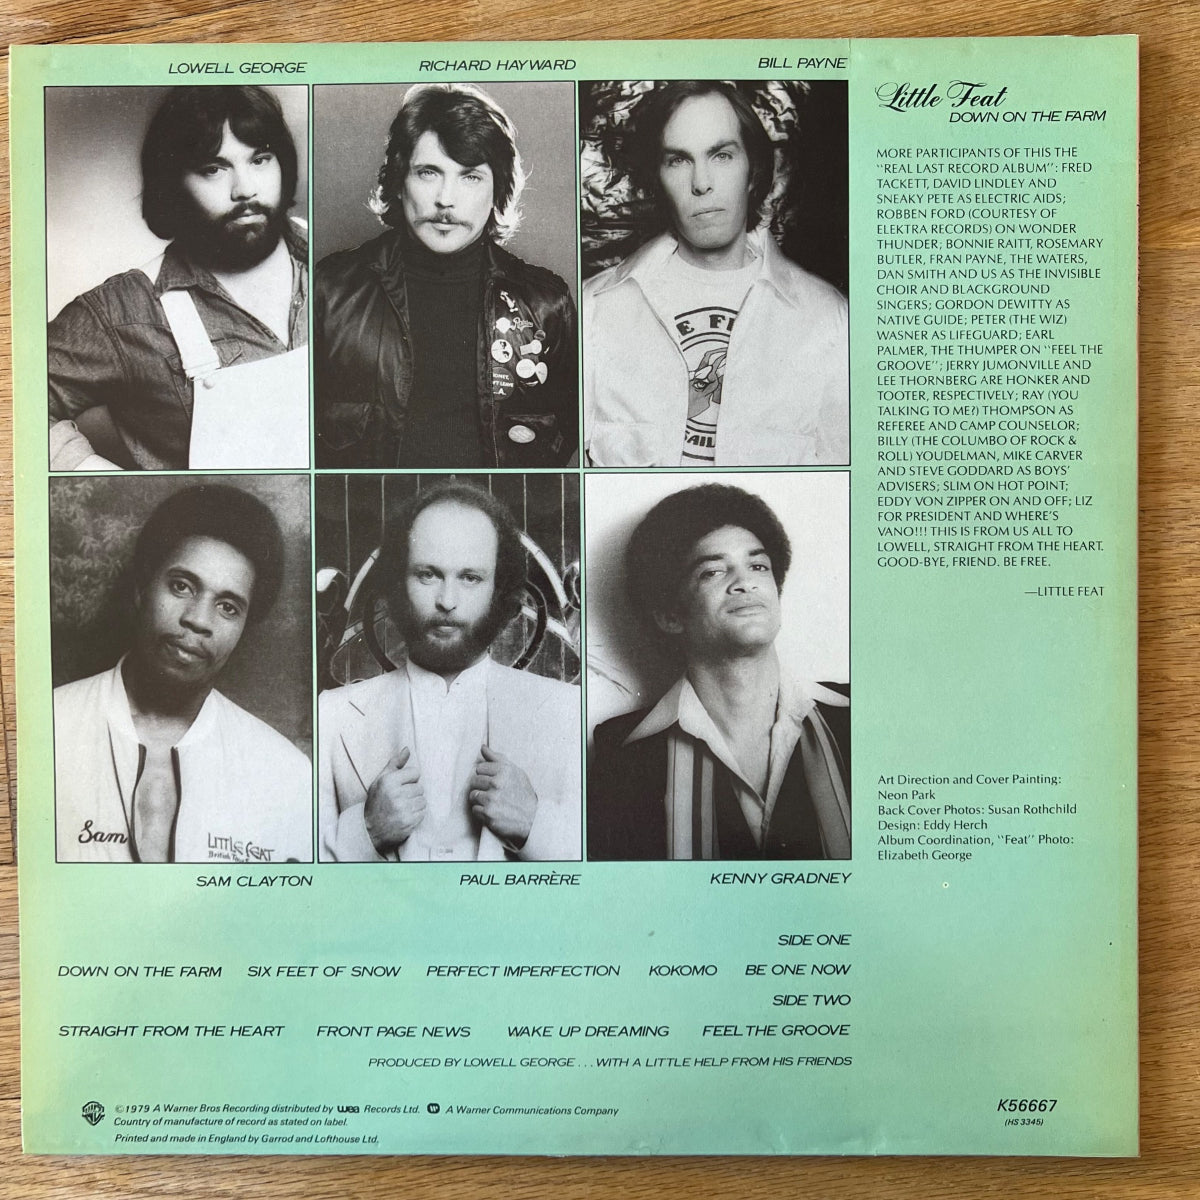 LOWELL GEORGE
RICHARD HAYWARD
BILL PAYNE
E FI
SAIL
Sam
LITTLE FEAT
British Tour
SAM CLAYTON
PAUL BARRÈRE
KENNY GRADNEY
SIDE ONE
DOWN ON THE FARM SIX FEET OF SNOW PERFECT IMPERFECTION KOKOMO BE ONE NOW
SIDE TWO
STRAIGHT FROM THE HEART FRONT PAGE NEWS WAKE UP DREAMING FEEL THE GROOVE
PRODUCED BY LOWELL GEORGE . . . WITH A LITTLE HELP FROM HIS FRIENDS
Little Feat
DOWN ON THE FARM
MORE PARTICIPANTS OF THIS THE
"REAL LAST RECORD ALBUM": FRED
TACKETT, DAVID LINDLEY AND
SNEAKY PETE AS ELECTRIC AIDS;
ROBBEN FORD (COURTESY OF
ELEKTRA RECORDS) ON WONDER
THUNDER; BONNIE RAITT, ROSEMARY
BUTLER, FRAN PAYNE, THE WATERS,
DAN SMITH AND US AS THE INVISIBLE
CHOIR AND BLACKGROUND
SINGERS; GORDON DEWITTY AS
NATIVE GUIDE; PETER (THE WIZ)
WASNER AS LIFEGUARD; EARL
PALMER, THE THUMPER ON "FEEL THE
GROOVE"; JERRY JUMONVILLE AND
LEE THORNBERG ARE HONKER AND
TOOTER, RESPECTIVELY; RAY (YOU
TALKING TO ME?) THOMPSON AS
REFEREE AND CAMP COUNSELOR;
BILLY (THE COLUMBO OF ROCK &
ROLL) YOUDELMAN, MIKE CARVER
AND STEVE GODDARD AS BOYS'
ADVISERS; SLIM ON HOT POINT;
EDDY VON ZIPPER ON AND OFF; LIZ
FOR PRESIDENT AND WHERE'S
VANO!!! THIS IS FROM US ALL TO
LOWELL, STRAIGHT FROM THE HEART.
GOOD-BYE, FRIEND. BE FREE.
—LITTLE FEAT
Art Direction and Cover Painting:
Neon Park
Back Cover Photos: Susan Rothchild
Design: Eddy Herch
Album Coordination, "Feat" Photo:
Elizabeth George
©1979 A Warner Bros Recording distributed by wea Records Ltd. A Warner Communications Company
Country of manufacture of record as stated on label.
Printed and made in England by Garrod and Lofthouse Ltd.
K56667
(HS 3345)